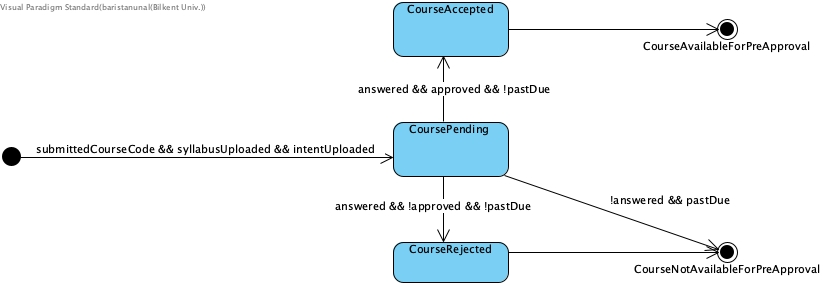 Visual Paradigm Standard(baristanunal(Bilkent Univ.))
CourseAccepted
CourseAvailableForPreApproval
answered && approved && !pastDue
CoursePending
submittedCourseCode && syllabusUploaded && intentUploaded
answered && !approved && !pastDue
!answered && pastDue
CourseRejected
CourseNotAvailableForPreApproval